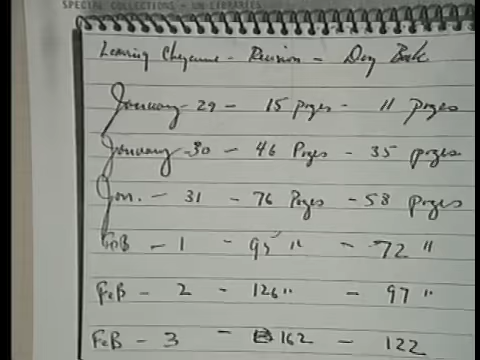 SPECIAL COLLECTIONS - UH LIBRARIES
Leaving Cheyenne - Revision - Day Book
January - 29 - 15 Pages - 11 pages
January - 30 - 46 Pages - 35 pages
Jan. - 31 - 76 Pages - 58 pages
FEB - 1 - 95 " - 72 "
FeB - 2 - 126 " - 97 "
FeB - 3 - 162 - 122